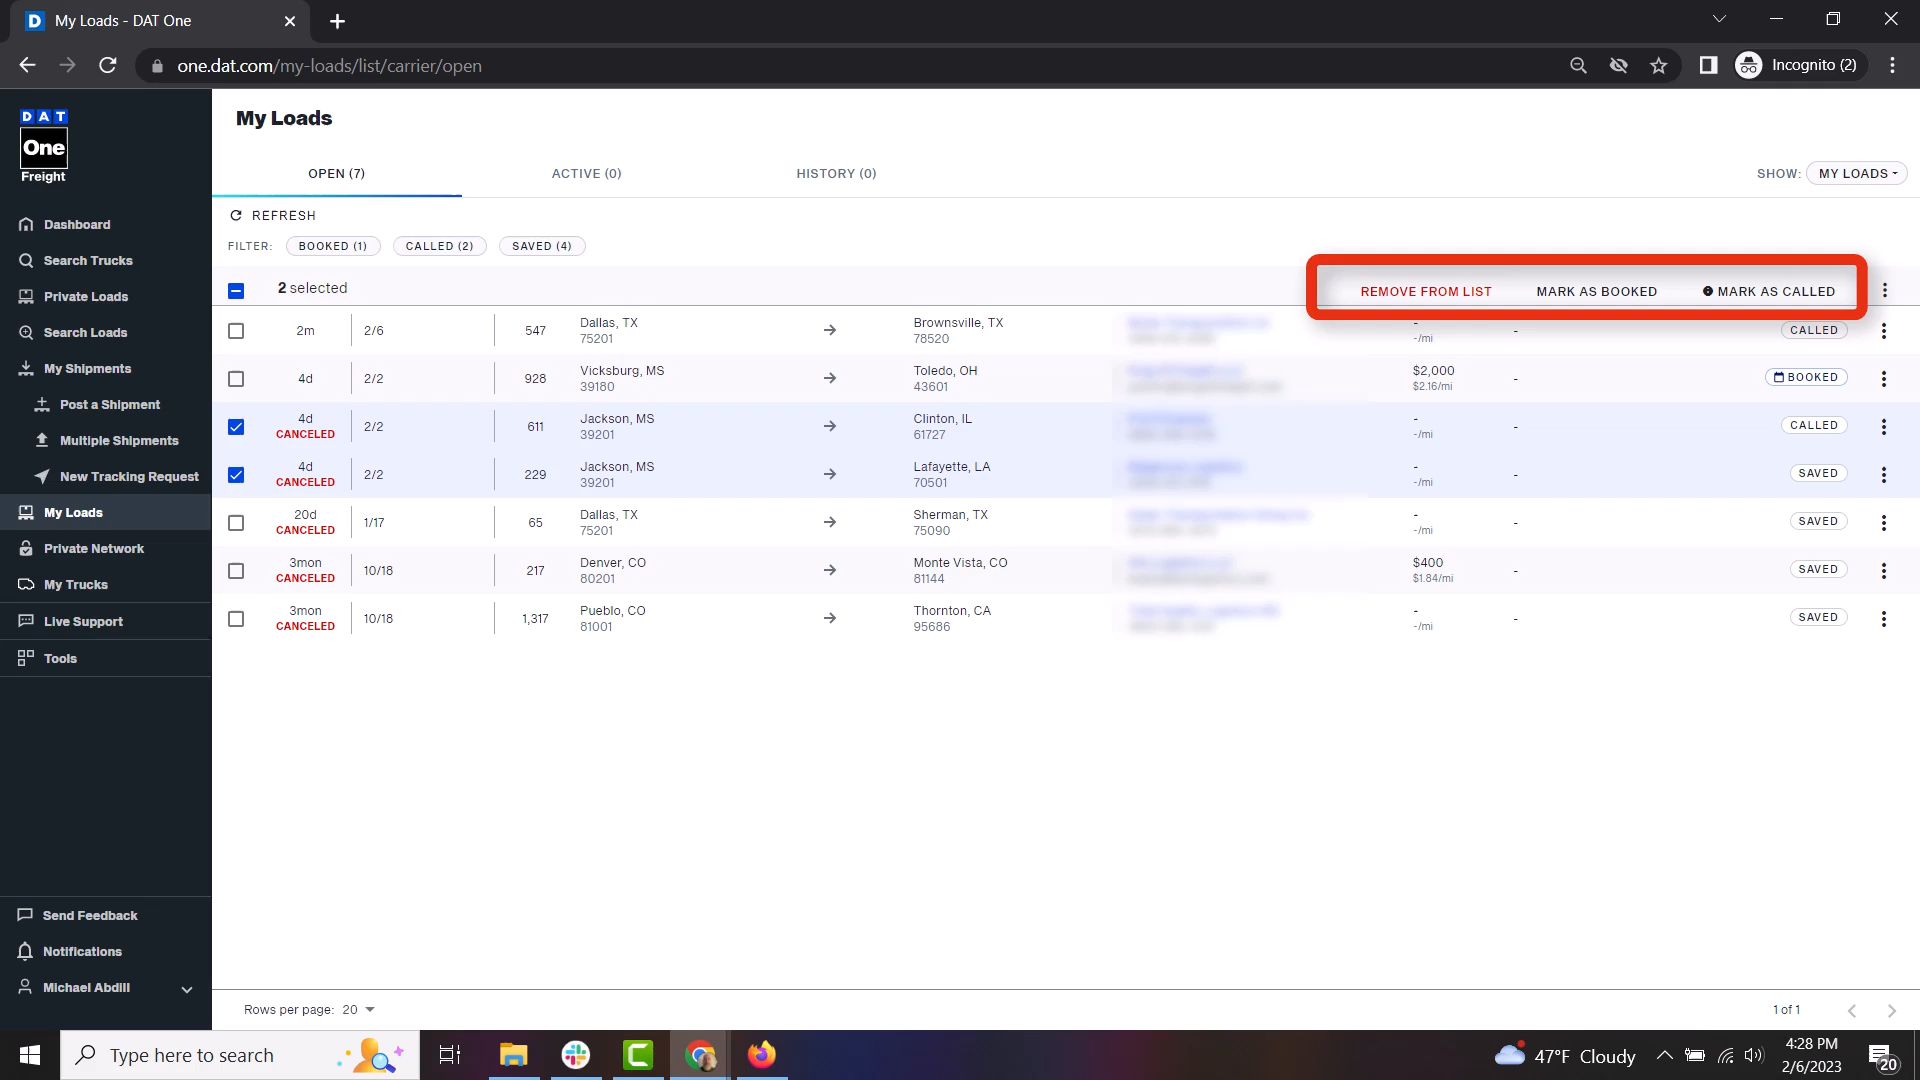 My Loads - DAT One
one.dat.com/my-loads/list/carrier/open
Incognito (2)
D A T
One
Freight
Dashboard
Search Trucks
Private Loads
Search Loads
My Shipments
Post a Shipment
Multiple Shipments
New Tracking Request
My Loads
Private Network
My Trucks
Live Support
Tools
Send Feedback
Notifications
Michael Abdill
My Loads
OPEN (7) ACTIVE (0) HISTORY (0) SHOW: MY LOADS
REFRESH
FILTER: BOOKED (1) CALLED (2) SAVED (4)
2 selected REMOVE FROM LIST MARK AS BOOKED MARK AS CALLED
2m 2/6 547 Dallas, TX Brownsville, TX - - CALLED
75201 78520 -/mi
4d 2/2 928 Vicksburg, MS Toledo, OH $2,000 - BOOKED
39180 43601 $2.16/mi
4d 2/2 611 Jackson, MS Clinton, IL - - CALLED
CANCELED 39201 61727 -/mi
4d 2/2 229 Jackson, MS Lafayette, LA - - SAVED
CANCELED 39201 70501 -/mi
20d 1/17 65 Dallas, TX Sherman, TX - - SAVED
CANCELED 75201 75090 -/mi
3mon 10/18 217 Denver, CO Monte Vista, CO $400 - SAVED
CANCELED 80201 81144 $1.84/mi
3mon 10/18 1,317 Pueblo, CO Thornton, CA - - SAVED
CANCELED 81001 95686 -/mi
Rows per page: 20 1 of 1
Type here to search
47°F Cloudy
4:28 PM
2/6/2023
20